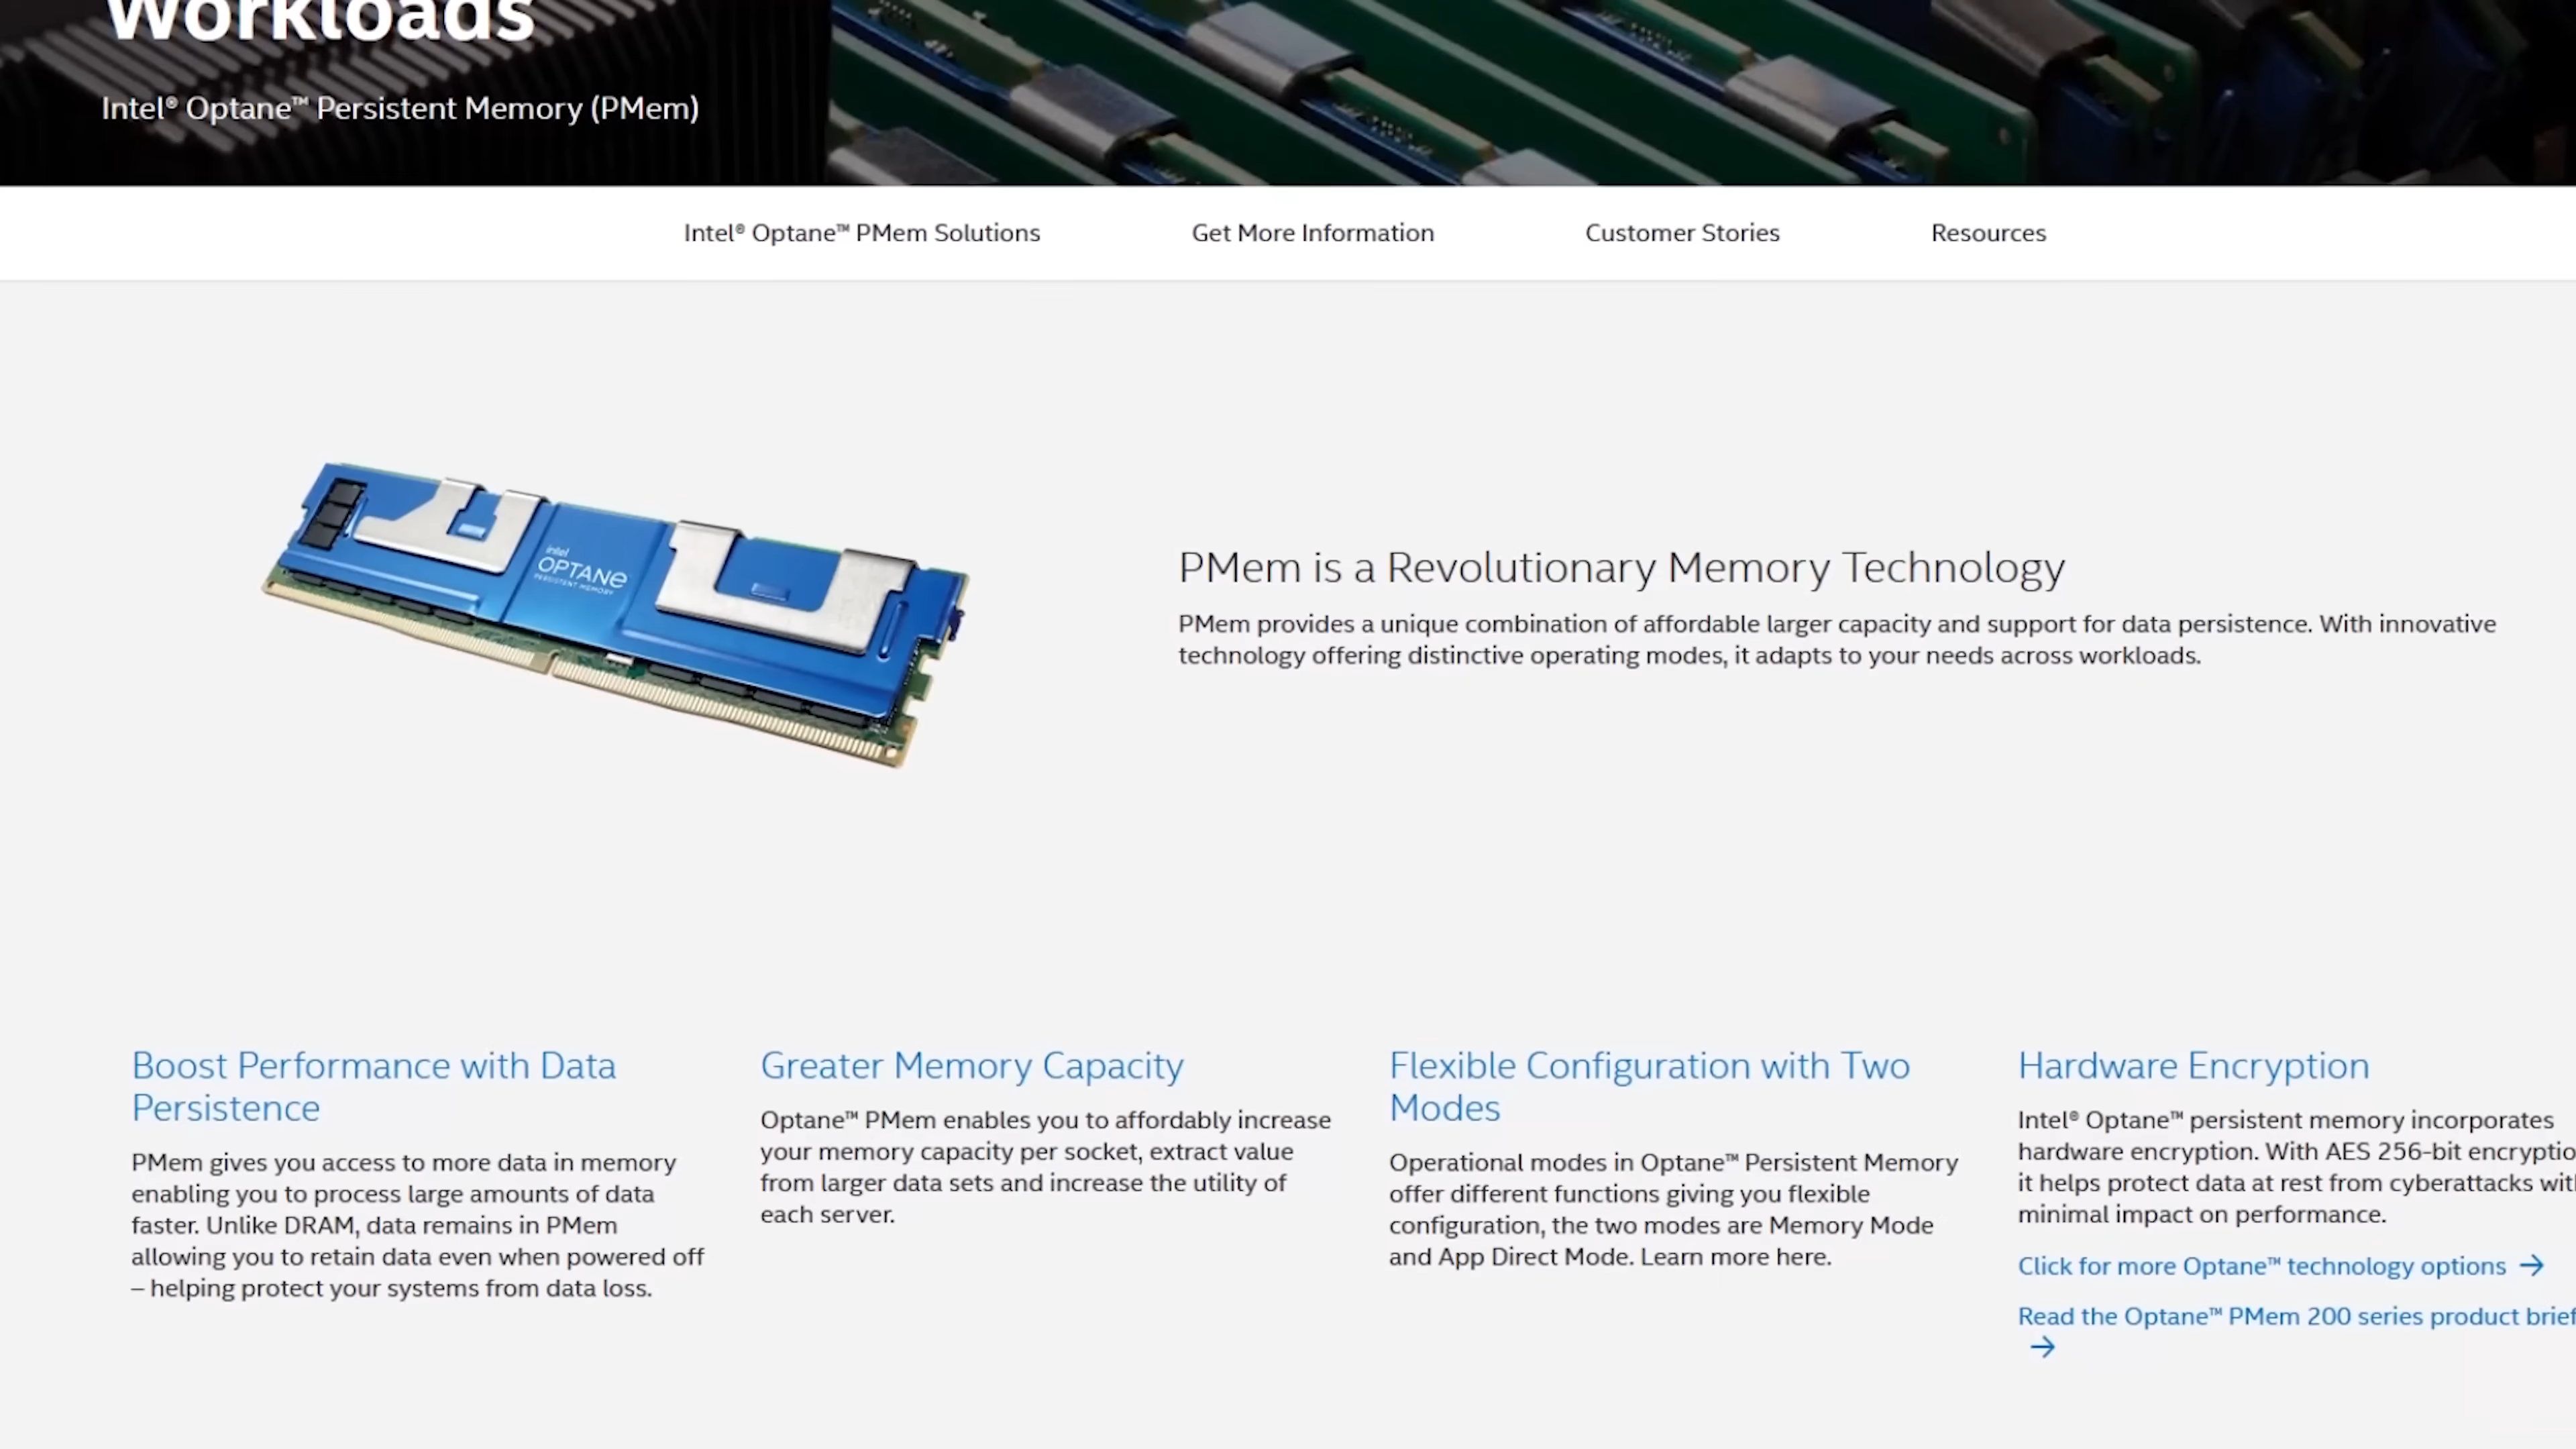 Workloads
Intel® Optane™ Persistent Memory (PMem)
Intel® Optane™ PMem Solutions
Get More Information
Customer Stories
Resources
intel
OPTANE
PERSISTENT MEMORY
PMem is a Revolutionary Memory Technology
PMem provides a unique combination of affordable larger capacity and support for data persistence. With innovative
technology offering distinctive operating modes, it adapts to your needs across workloads.
Boost Performance with Data
Persistence
PMem gives you access to more data in memory
enabling you to process large amounts of data
faster. Unlike DRAM, data remains in PMem
allowing you to retain data even when powered off
– helping protect your systems from data loss.
Greater Memory Capacity
Optane™ PMem enables you to affordably increase
your memory capacity per socket, extract value
from larger data sets and increase the utility of
each server.
Flexible Configuration with Two
Modes
Operational modes in Optane™ Persistent Memory
offer different functions giving you flexible
configuration, the two modes are Memory Mode
and App Direct Mode. Learn more here.
Hardware Encryption
Intel® Optane™ persistent memory incorporates
hardware encryption. With AES 256-bit encryptio
it helps protect data at rest from cyberattacks wit
minimal impact on performance.
Click for more Optane™ technology options →
Read the Optane™ PMem 200 series product brief
→